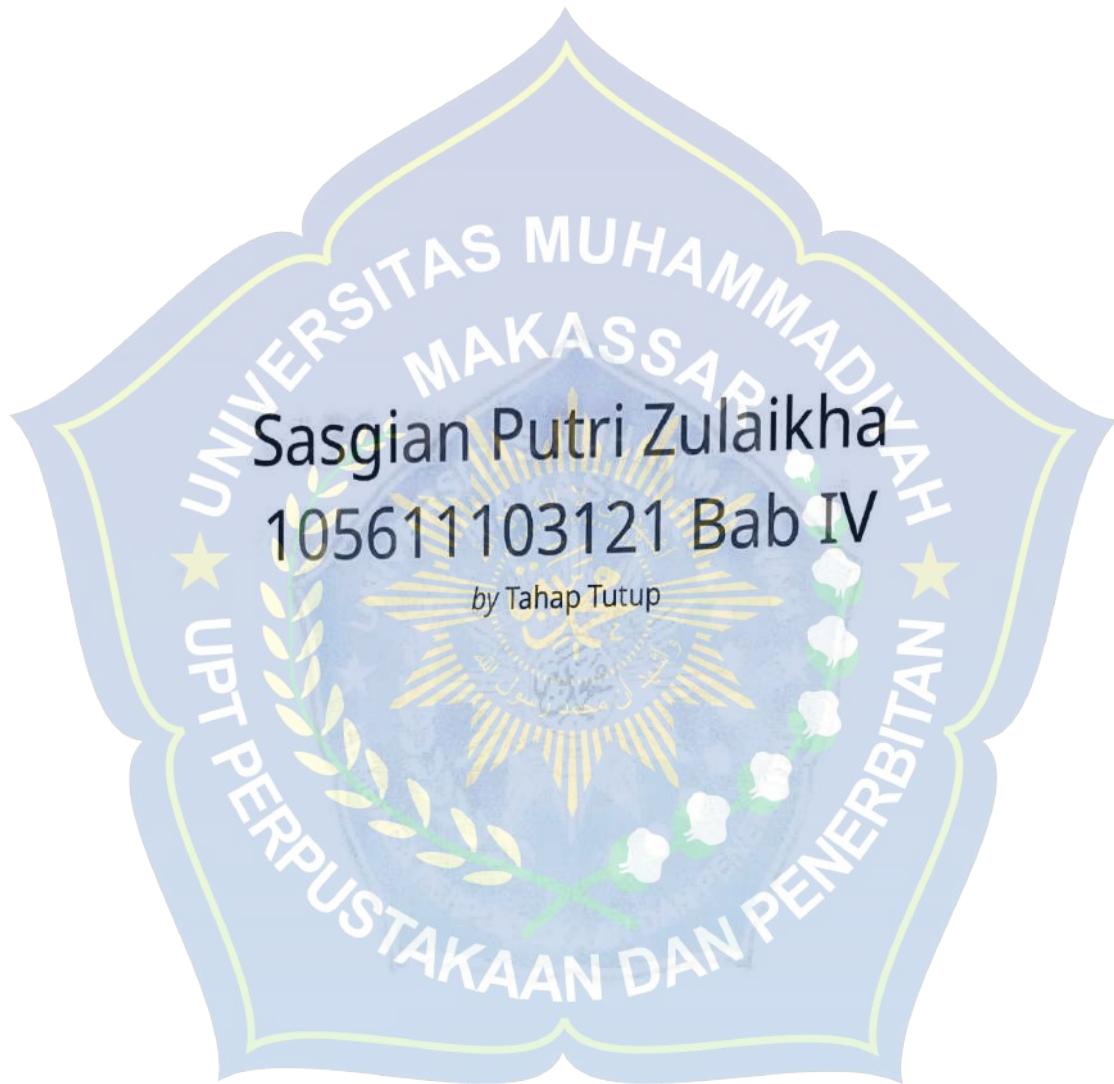 UNIVERSITAS MUHAMMADIYAH
MAKASSAR
Sasgian Putri Zulaikha
105611103121 Bab IV
by Tahap Tutup
UPT PERPUSTAKAAN DAN PENERBITAN